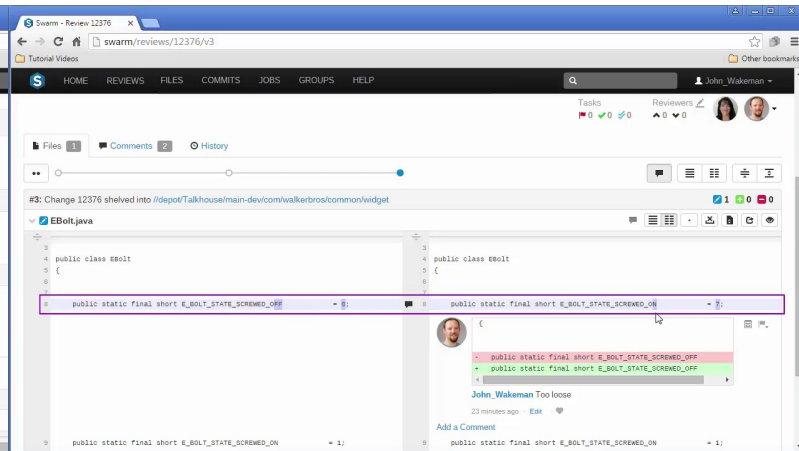 Swarm - Review 12376
swarm/reviews/12376/v3
Tutorial Videos
Other bookmarks
HOME REVIEWS FILES COMMITS JOBS GROUPS HELP
John_Wakeman
Tasks
0 0 0
Reviewers
0 0
Files 1
Comments 2
History
#3: Change 12376 shelved into //depot/Talkhouse/main-dev/com/walkerbros/common/widget
1 0 0
EBolt.java
3
4 public class EBolt
5 {
6
7
8 public static final short E_BOLT_STATE_SCREWED_OFF = 0;
9 public static final short E_BOLT_STATE_SCREWED_ON = 1;
3
4 public class EBolt
5 {
6
7
8 public static final short E_BOLT_STATE_SCREWED_ON = 7;
{
- public static final short E_BOLT_STATE_SCREWED_OFF
+ public static final short E_BOLT_STATE_SCREWED_OFF
John_Wakeman Too loose
23 minutes ago · Edit ·
Add a Comment
9 public static final short E_BOLT_STATE_SCREWED_ON = 1;